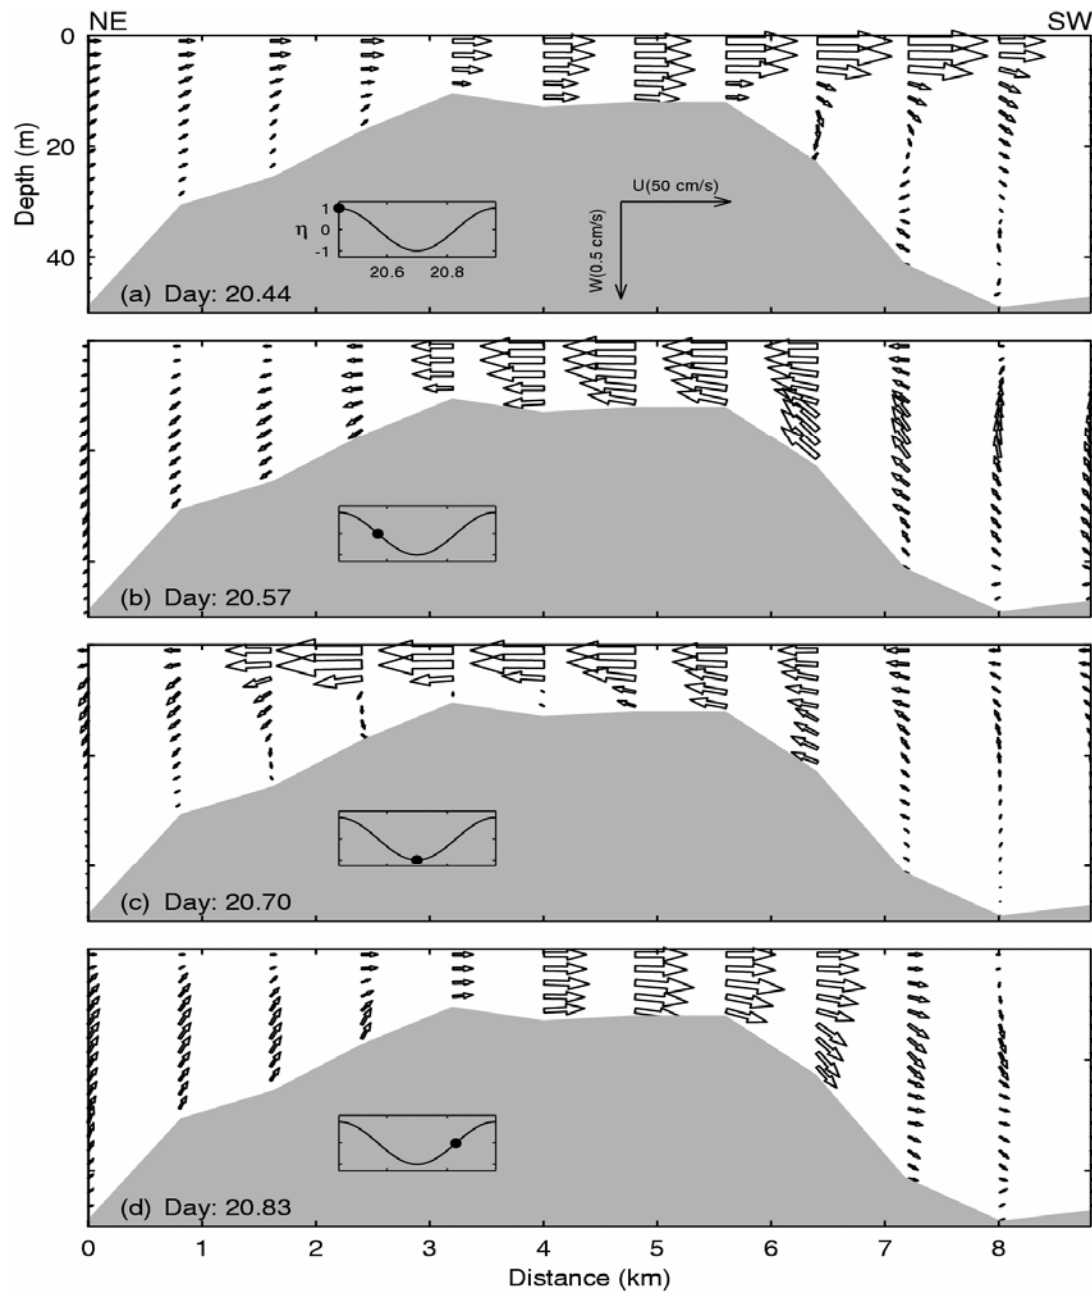 NE SW
0
20
40
Depth (m)
U(50 cm/s)
W(0.5 cm/s)
η
1
0
-1
20.6 20.8
(a) Day: 20.44
(b) Day: 20.57
(c) Day: 20.70
(d) Day: 20.83
0 1 2 3 4 5 6 7 8
Distance (km)